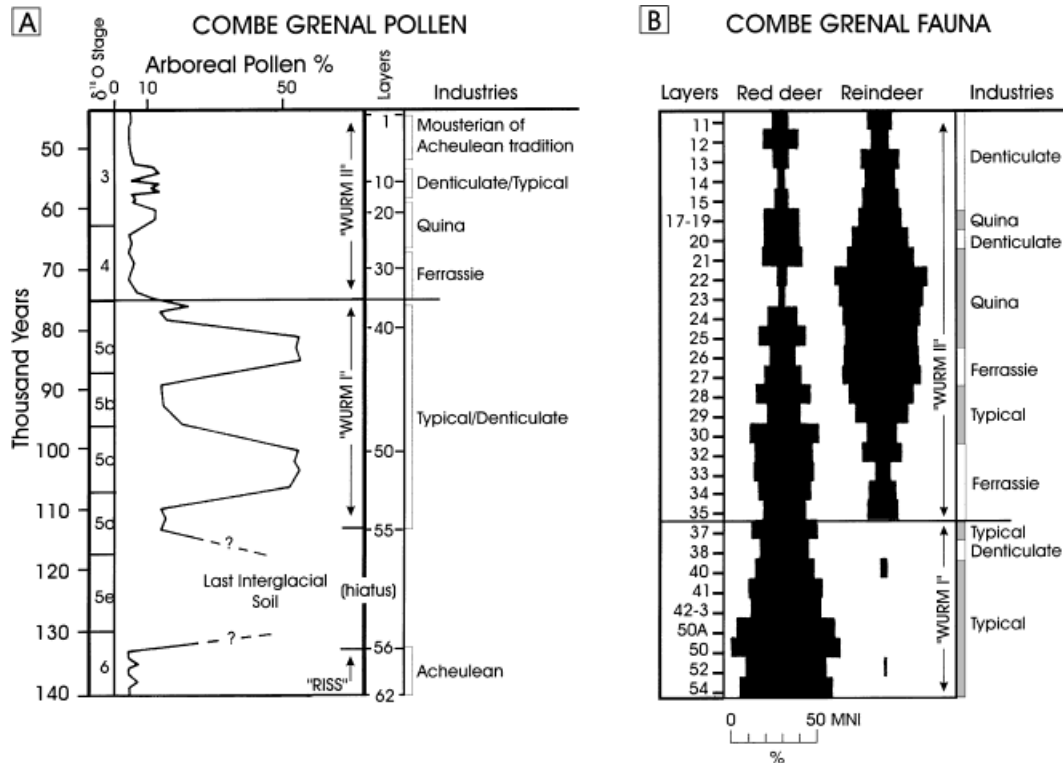 A
COMBE GRENAL POLLEN
δ18 O Stage
Arboreal Pollen %
0 10 50
Layers
Industries
Thousand Years
50
60
70
80
90
100
110
120
130
140
3
4
5a
5b
5c
5d
5e
6
"WURM II"
"WURM I"
"RISS"
1
10
20
30
40
50
55
(hiatus)
56
62
Mousterian of
Acheulean tradition
Denticulate/Typical
Quina
Ferrassie
Typical/Denticulate
?
Last Interglacial
Soil
?
Acheulean
B
COMBE GRENAL FAUNA
Layers Red deer Reindeer Industries
11
12
13
14
15
17-19
20
21
22
23
24
25
26
27
28
29
30
32
33
34
35
37
38
40
41
42-3
50A
50
52
54
"WURM II"
"WURM I"
Denticulate
Quina
Denticulate
Quina
Ferrassie
Typical
Ferrassie
Typical
Denticulate
Typical
0 50 MNI
%